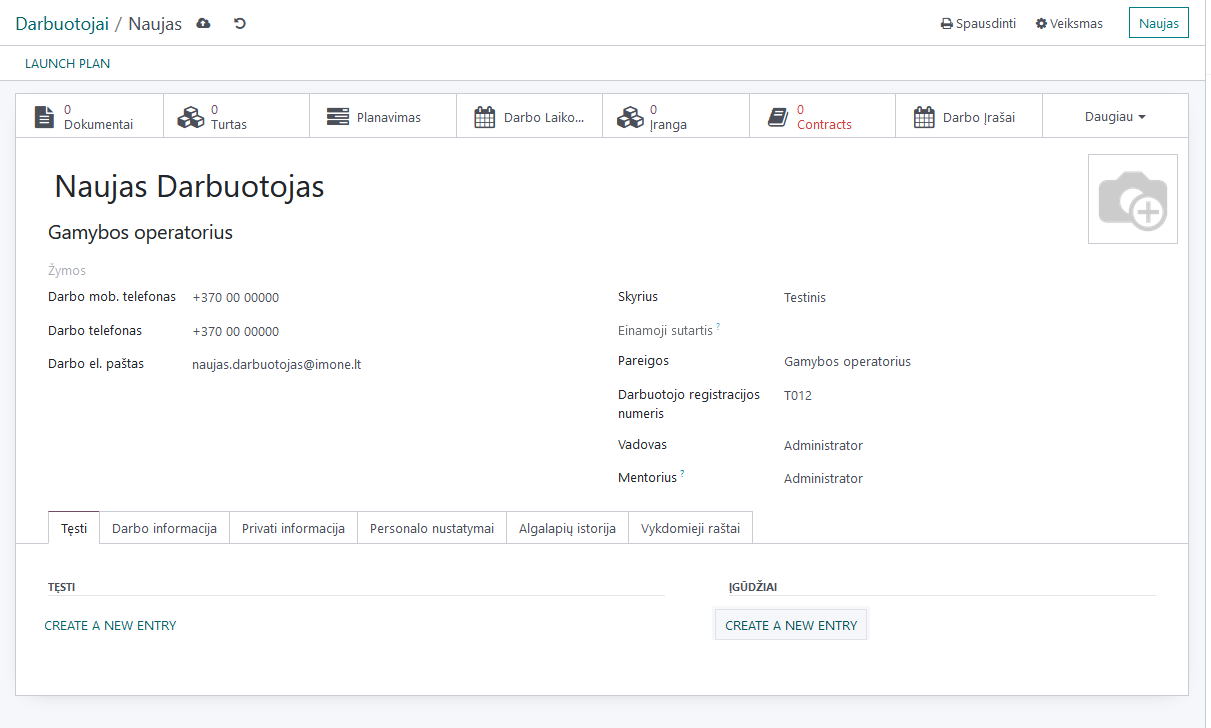 Darbuotojai / Naujas
Spausdinti
Veiksmas
Naujas
LAUNCH PLAN
0
Dokumentai
0
Turtas
Planavimas
Darbo Laiko...
0
Įranga
0
Contracts
Darbo Įrašai
Daugiau
Naujas Darbuotojas
Gamybos operatorius
Žymos
Darbo mob. telefonas +370 00 00000
Darbo telefonas +370 00 00000
Darbo el. paštas naujas.darbuotojas@imone.lt
Skyrius Testinis
Einamoji sutartis ?
Pareigos Gamybos operatorius
Darbuotojo registracijos T012
numeris
Vadovas Administrator
Mentorius ? Administrator
Tęsti
Darbo informacija
Privati informacija
Personalo nustatymai
Algalapių istorija
Vykdomieji raštai
TĘSTI
CREATE A NEW ENTRY
ĮGŪDŽIAI
CREATE A NEW ENTRY